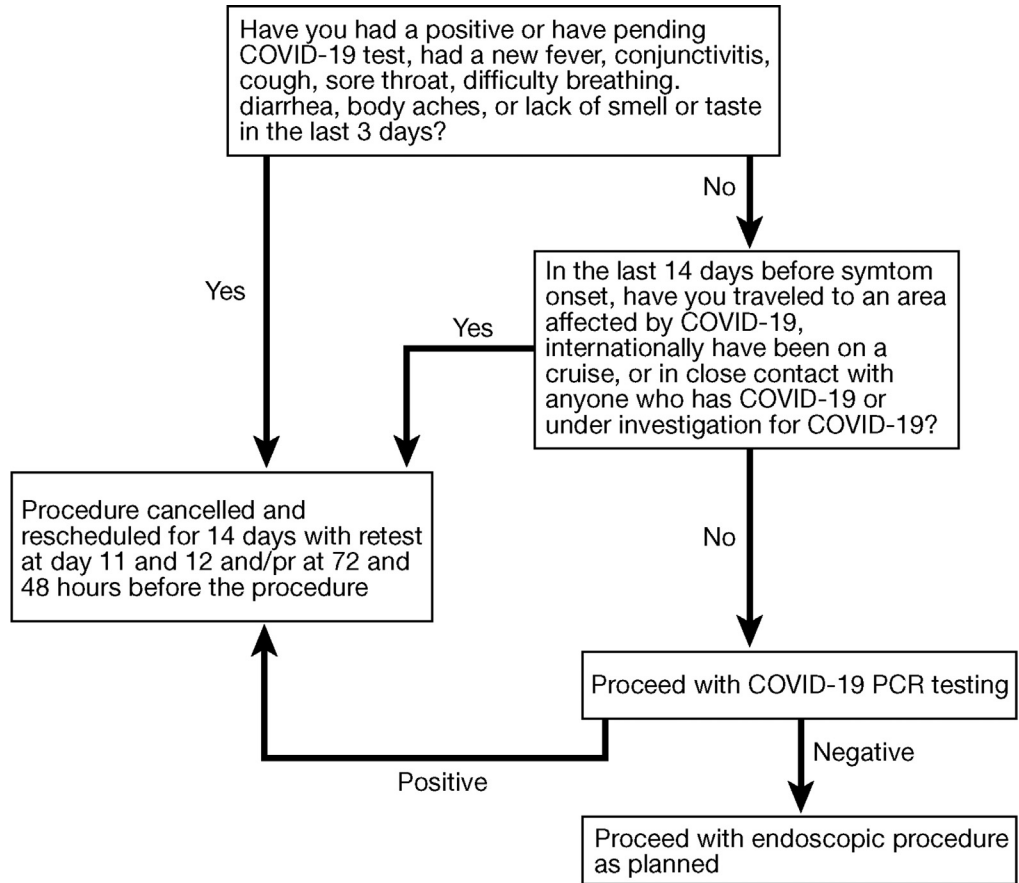 Have you had a positive or have pending
COVID-19 test, had a new fever, conjunctivitis,
cough, sore throat, difficulty breathing.
diarrhea, body aches, or lack of smell or taste
in the last 3 days?
No
Yes
In the last 14 days before symtom
onset, have you traveled to an area
affected by COVID-19,
internationally have been on a
cruise, or in close contact with
anyone who has COVID-19 or
under investigation for COVID-19?
Yes
Procedure cancelled and
rescheduled for 14 days with retest
at day 11 and 12 and/pr at 72 and
48 hours before the procedure
No
Proceed with COVID-19 PCR testing
Positive
Negative
Proceed with endoscopic procedure
as planned